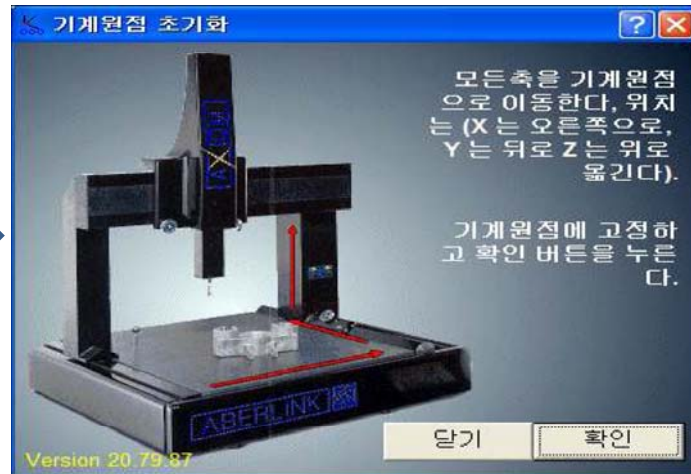 기계원점 초기화
모든축을 기계원점
으로 이동한다, 위치
는 (X 는 오른쪽으로,
Y 는 뒤로 Z 는 위로
옮긴다).
기계원점에 고정하
고 확인 버튼을 누른
다.
ABERLINK
닫기
확인
Version 20.79.87